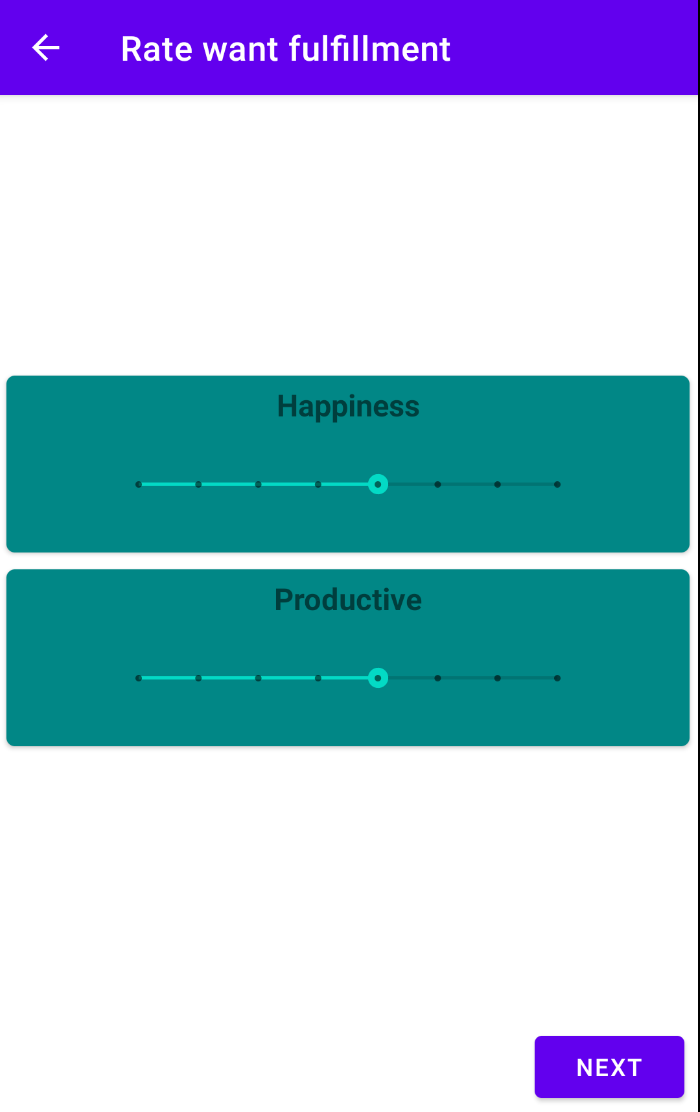 Rate want fulfillment
Happiness
Productive
NEXT